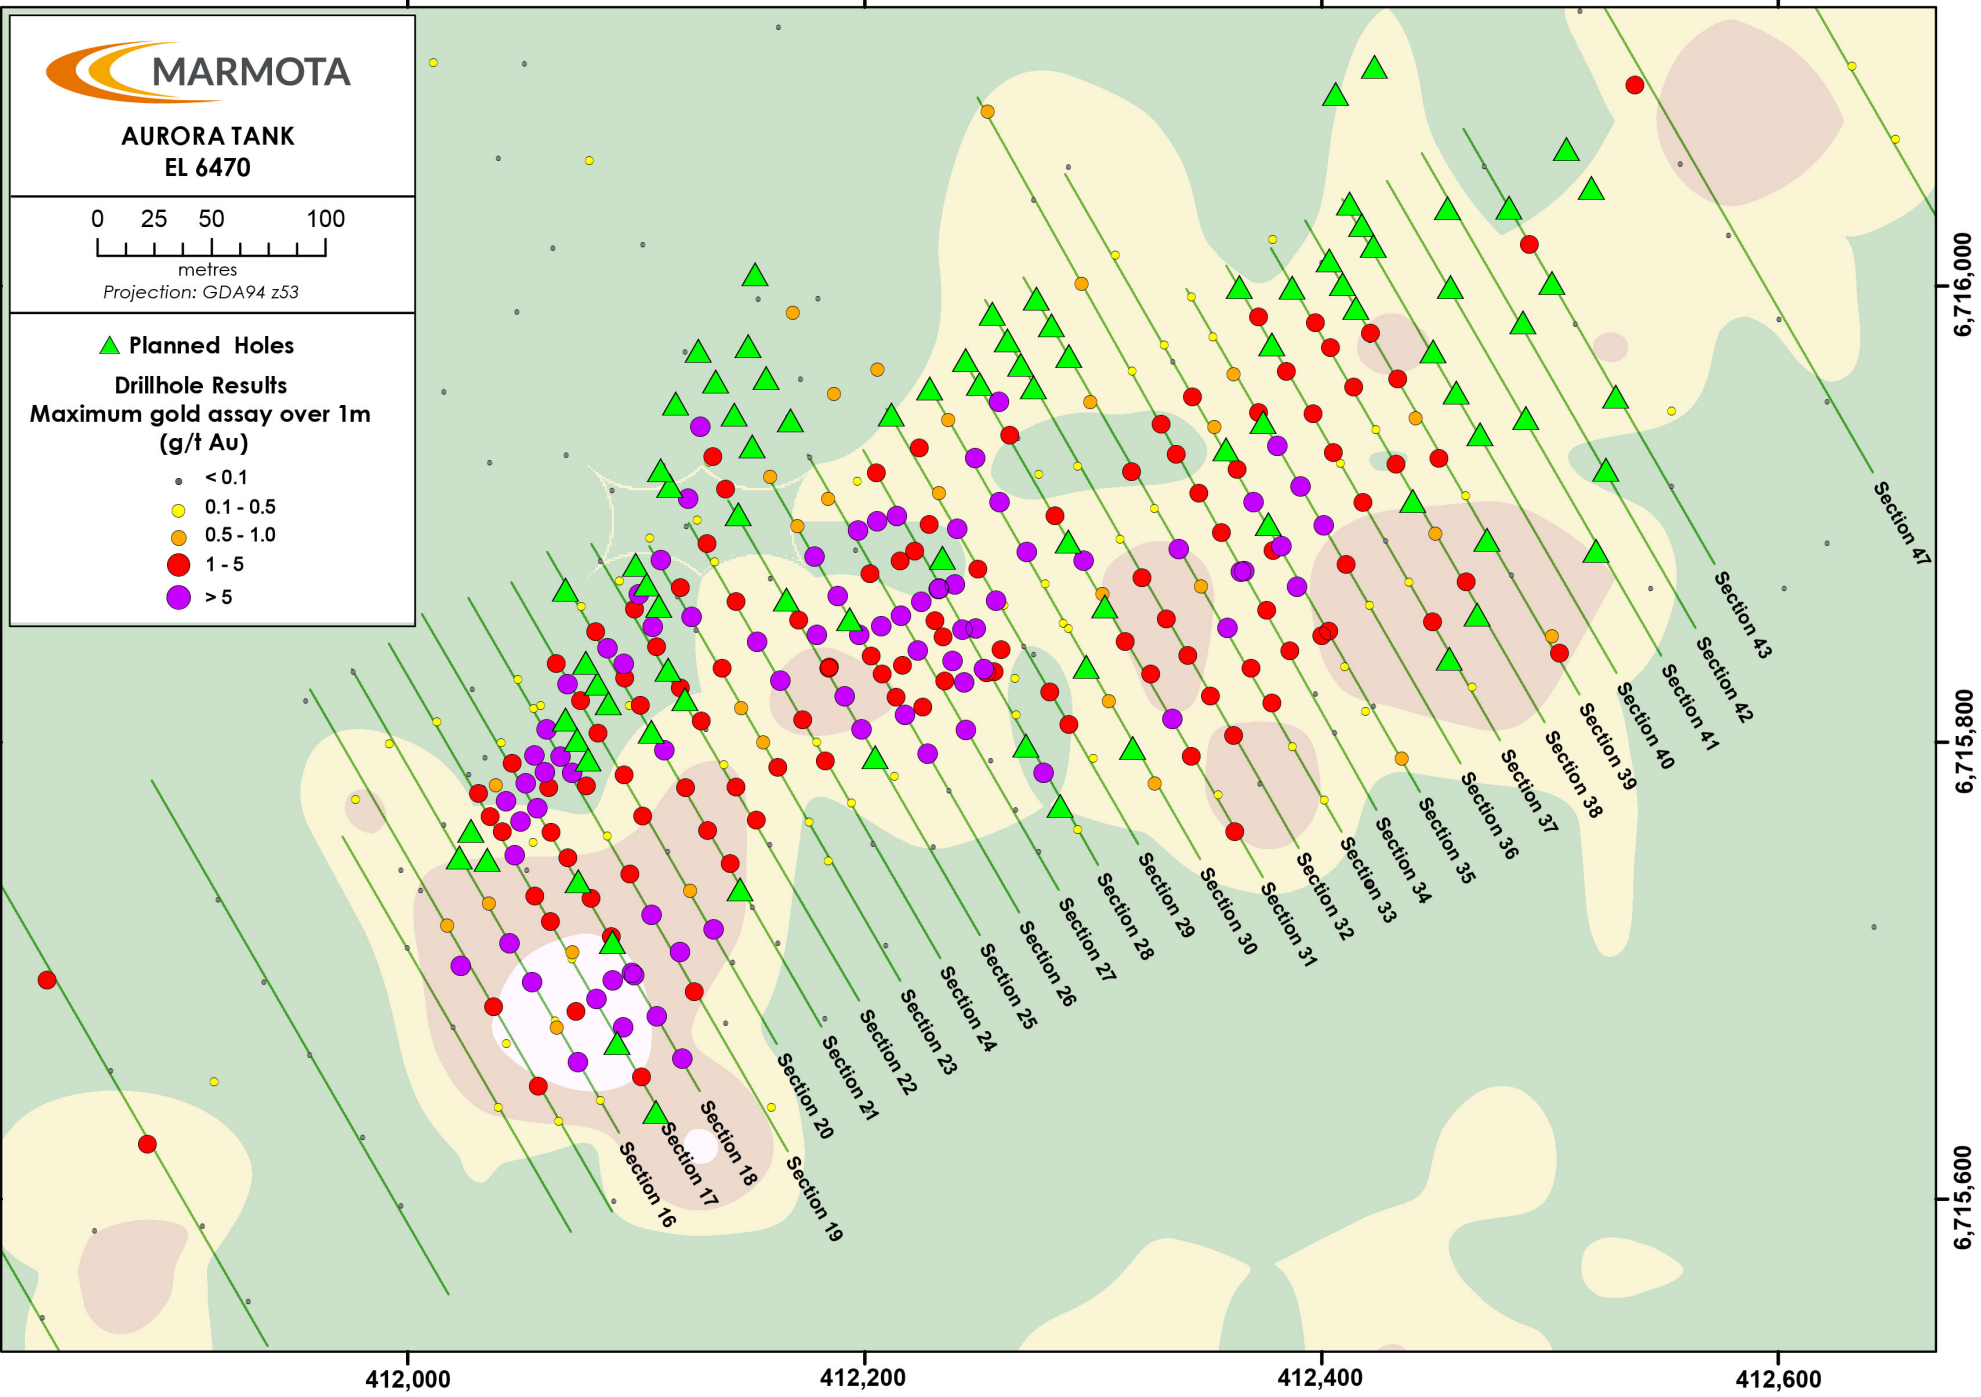 MARMOTA
AURORA TANK
EL 6470
0 25 50 100
metres
Projection: GDA94 z53
Planned Holes
Drillhole Results
Maximum gold assay over 1m
(g/t Au)
< 0.1
0.1 - 0.5
0.5 - 1.0
1 - 5
> 5
Section 16
Section 17
Section 18
Section 19
Section 20
Section 21
Section 22
Section 23
Section 24
Section 25
Section 26
Section 27
Section 28
Section 29
Section 30
Section 31
Section 32
Section 33
Section 34
Section 35
Section 36
Section 37
Section 38
Section 39
Section 40
Section 41
Section 42
Section 43
Section 47
6,716,000
6,715,800
6,715,600
412,000
412,200
412,400
412,600